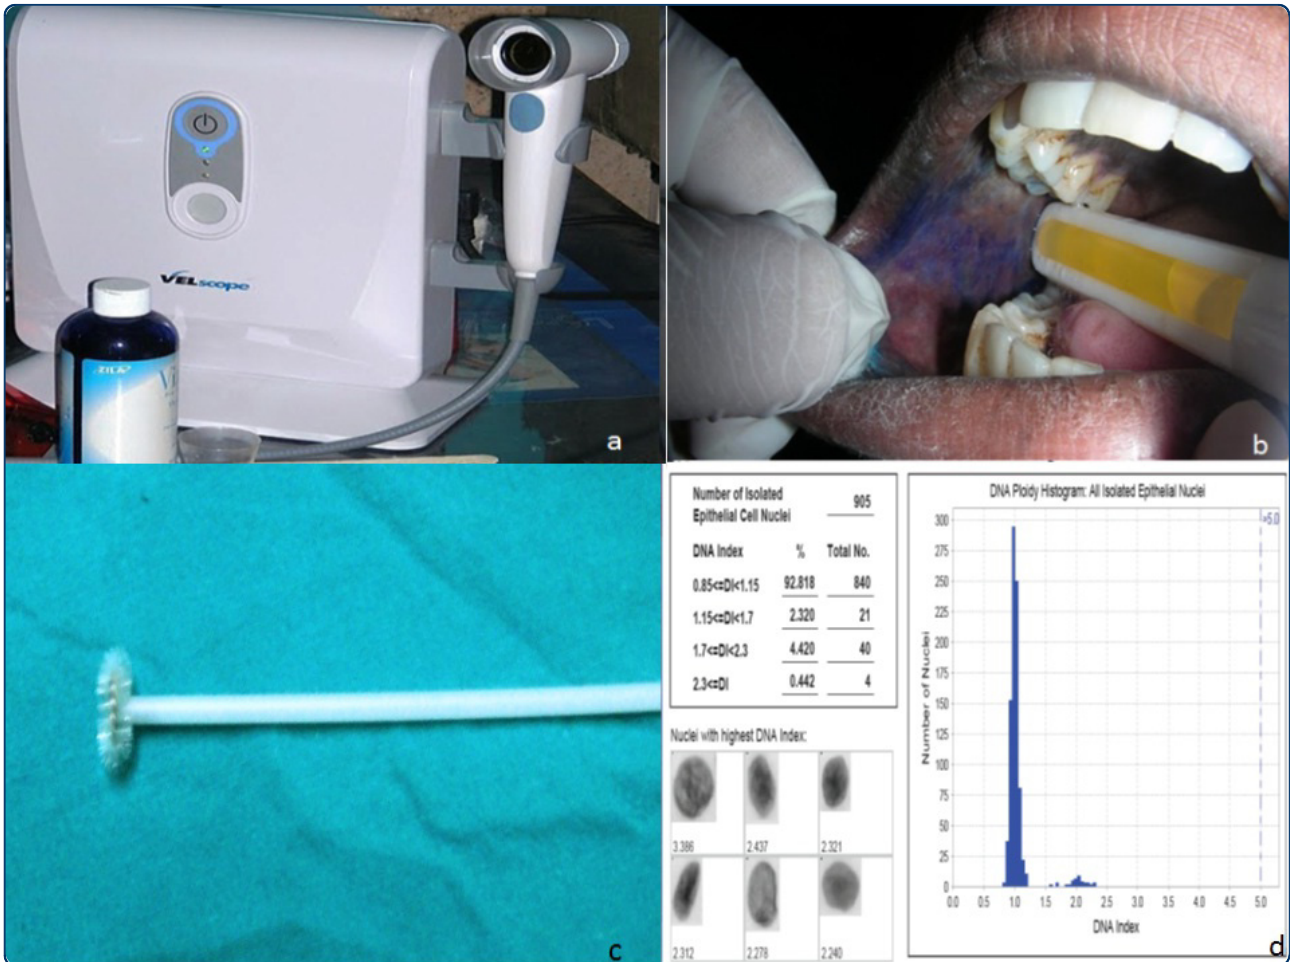 VELscope
ZILA
Vi
a
b
c
Number of Isolated
Epithelial Cell Nuclei 905
DNA Index % Total No.
0.85<=DI<1.15 92.818 840
1.15<=DI<1.7 2.320 21
1.7<=DI<2.3 4.420 40
2.3<=DI 0.442 4
Nuclei with highest DNA Index:
3.386 2.437 2.321
2.312 2.278 2.240
DNA Ploidy Histogram: All Isolated Epithelial Nuclei
>5.0
Number of Nuclei
300
275
250
225
200
175
150
125
100
75
50
25
0
0.0 0.5 1.0 1.5 2.0 2.5 3.0 3.5 4.0 4.5 5.0
DNA Index
d